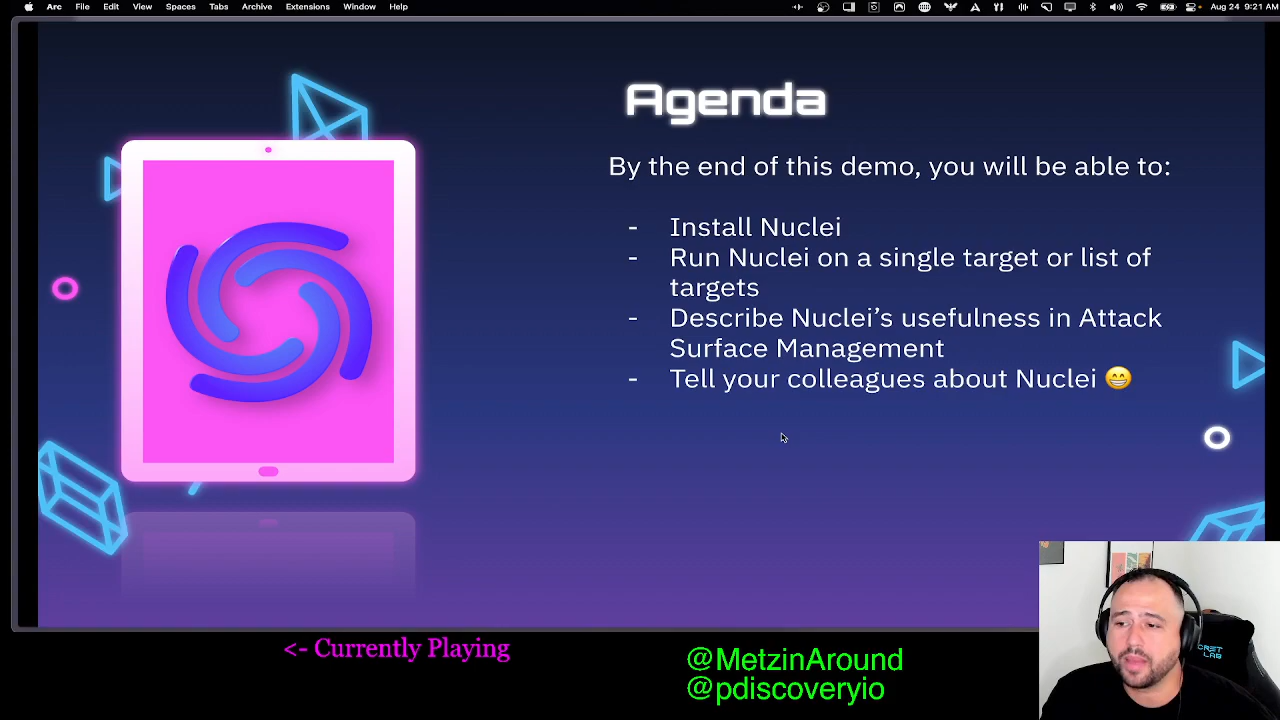 Arc File Edit View Spaces Tabs Archive Extensions Window Help Aug 24 9:21 AM
Agenda
By the end of this demo, you will be able to:
- Install Nuclei
- Run Nuclei on a single target or list of
targets
- Describe Nuclei’s usefulness in Attack
Surface Management
- Tell your colleagues about Nuclei 😁
CRET
LAB
<- Currently Playing
@MetzinAround
@pdiscoveryio